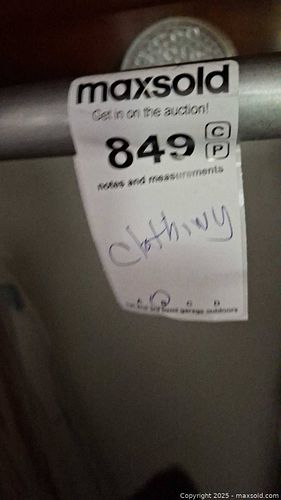 maxsold
Get in on the auction!
849 C
P
notes and measurements
Clothing
A B C D
Copyright © 2025 - maxsold.com